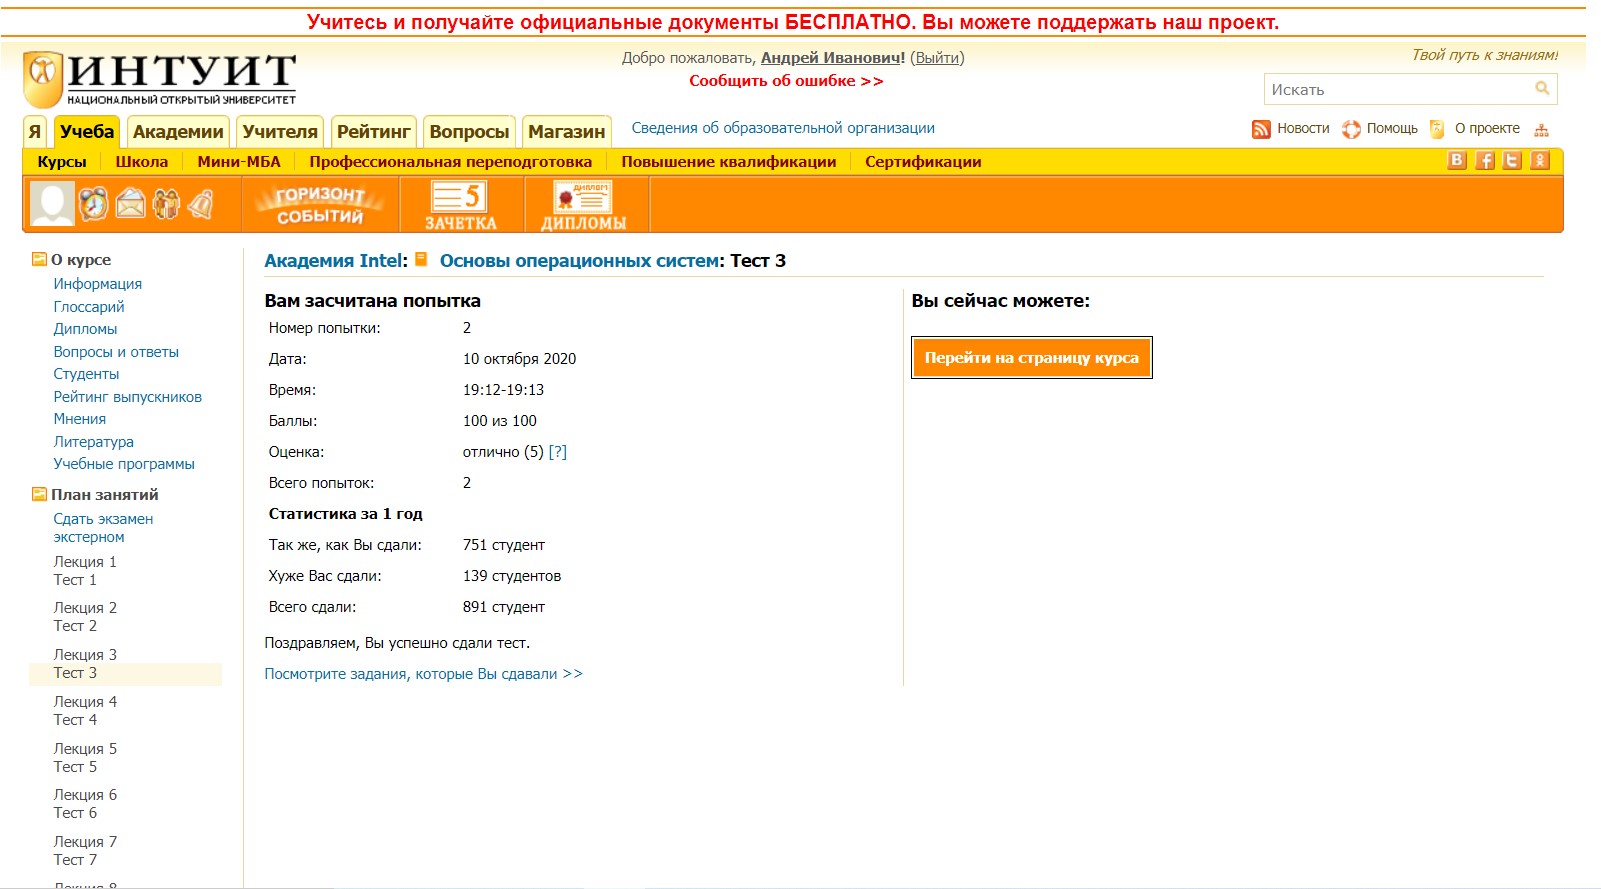 Учитесь и получайте официальные документы БЕСПЛАТНО. Вы можете поддержать наш проект.
ИНТУИТ
НАЦИОНАЛЬНЫЙ ОТКРЫТЫЙ УНИВЕРСИТЕТ
Добро пожаловать, Андрей Иванович! (Выйти)
Сообщить об ошибке >>
Твой путь к знаниям!
Искать
Я Учеба Академии Учителя Рейтинг Вопросы Магазин Сведения об образовательной организации Новости Помощь О проекте
Курсы Школа Мини-МБА Профессиональная переподготовка Повышение квалификации Сертификации
ГОРИЗОНТ
СОБЫТИЙ
5
ЗАЧЕТКА
ДИПЛОМ
ДИПЛОМЫ
О курсе
Информация
Глоссарий
Дипломы
Вопросы и ответы
Студенты
Рейтинг выпускников
Мнения
Литература
Учебные программы
План занятий
Сдать экзамен
экстерном
Лекция 1
Тест 1
Лекция 2
Тест 2
Лекция 3
Тест 3
Лекция 4
Тест 4
Лекция 5
Тест 5
Лекция 6
Тест 6
Лекция 7
Тест 7
Лекция 8
Академия Intel: Основы операционных систем: Тест 3
Вам засчитана попытка
Номер попытки: 2
Дата: 10 октября 2020
Время: 19:12-19:13
Баллы: 100 из 100
Оценка: отлично (5) [?]
Всего попыток: 2
Статистика за 1 год
Так же, как Вы сдали: 751 студент
Хуже Вас сдали: 139 студентов
Всего сдали: 891 студент
Поздравляем, Вы успешно сдали тест.
Посмотрите задания, которые Вы сдавали >>
Вы сейчас можете:
Перейти на страницу курса